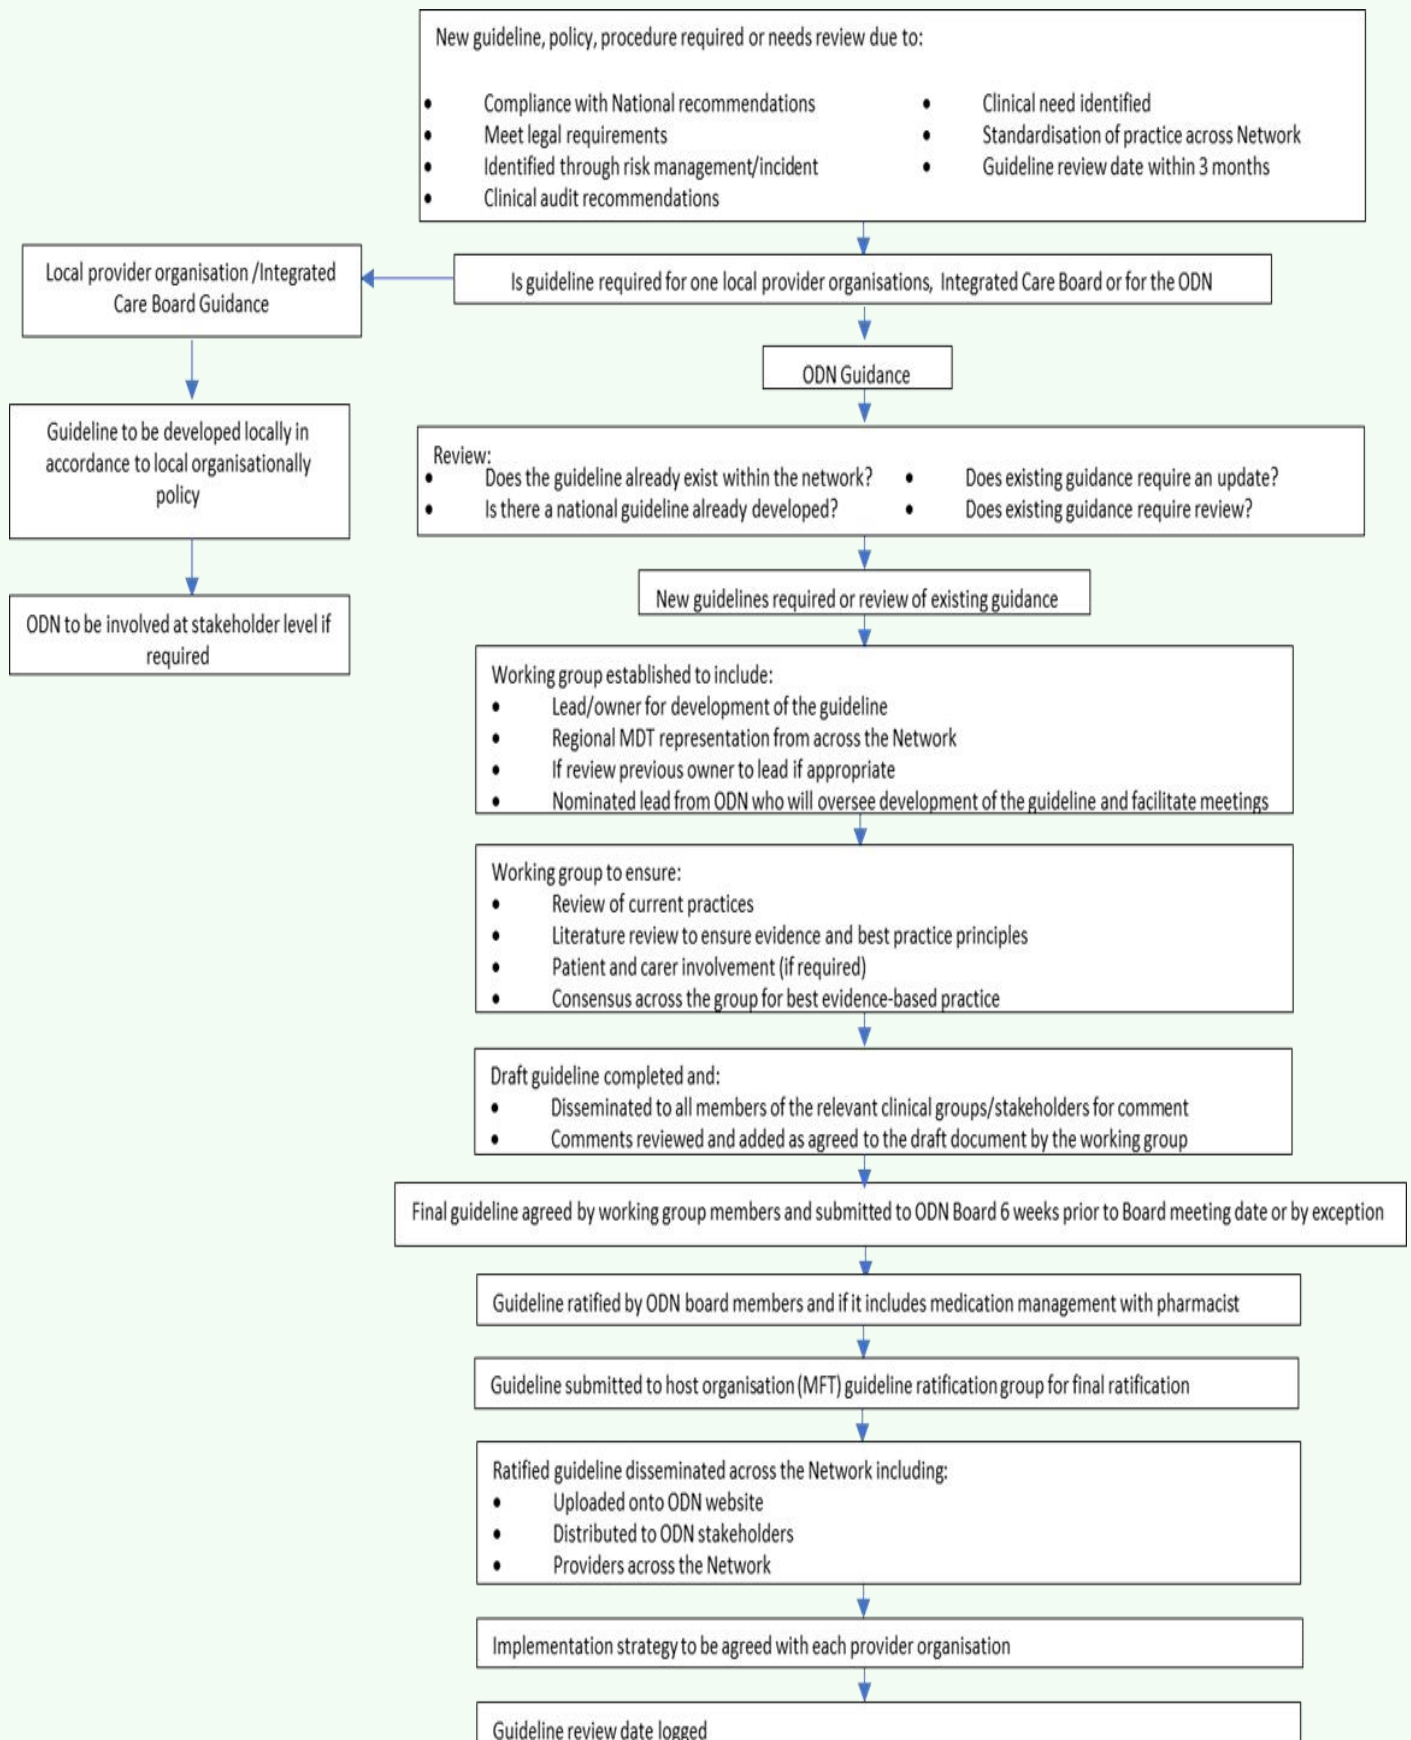 New guideline, policy, procedure required or needs review due to:
• Compliance with National recommendations
• Meet legal requirements
• Identified through risk management/incident
• Clinical audit recommendations
• Clinical need identified
• Standardisation of practice across Network
• Guideline review date within 3 months
Is guideline required for one local provider organisations, Integrated Care Board or for the ODN
Local provider organisation /Integrated
Care Board Guidance
Guideline to be developed locally in
accordance to local organisationally
policy
ODN to be involved at stakeholder level if
required
ODN Guidance
Review:
• Does the guideline already exist within the network?
• Is there a national guideline already developed?
• Does existing guidance require an update?
• Does existing guidance require review?
New guidelines required or review of existing guidance
Working group established to include:
• Lead/owner for development of the guideline
• Regional MDT representation from across the Network
• If review previous owner to lead if appropriate
• Nominated lead from ODN who will oversee development of the guideline and facilitate meetings
Working group to ensure:
• Review of current practices
• Literature review to ensure evidence and best practice principles
• Patient and carer involvement (if required)
• Consensus across the group for best evidence-based practice
Draft guideline completed and:
• Disseminated to all members of the relevant clinical groups/stakeholders for comment
• Comments reviewed and added as agreed to the draft document by the working group
Final guideline agreed by working group members and submitted to ODN Board 6 weeks prior to Board meeting date or by exception
Guideline ratified by ODN board members and if it includes medication management with pharmacist
Guideline submitted to host organisation (MFT) guideline ratification group for final ratification
Ratified guideline disseminated across the Network including:
• Uploaded onto ODN website
• Distributed to ODN stakeholders
• Providers across the Network
Implementation strategy to be agreed with each provider organisation
Guideline review date logged